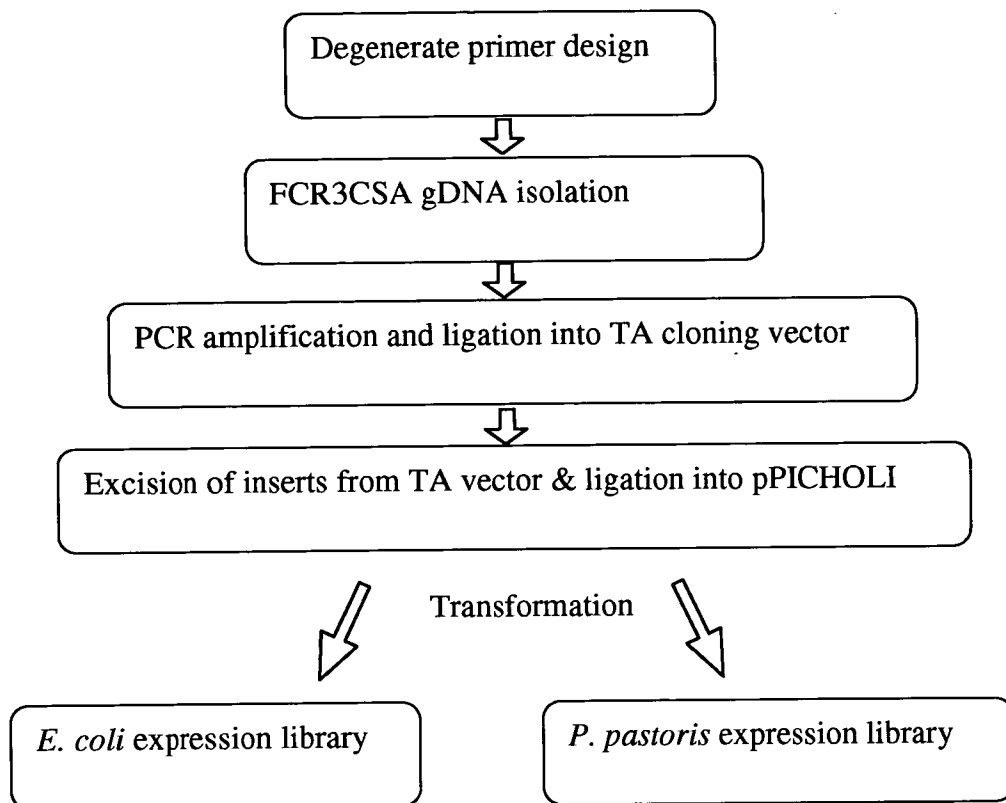 Degenerate primer design
FCR3CSA gDNA isolation
PCR amplification and ligation into TA cloning vector
Excision of inserts from TA vector & ligation into pPICHOLI
Transformation
E. coli expression library
P. pastoris expression library